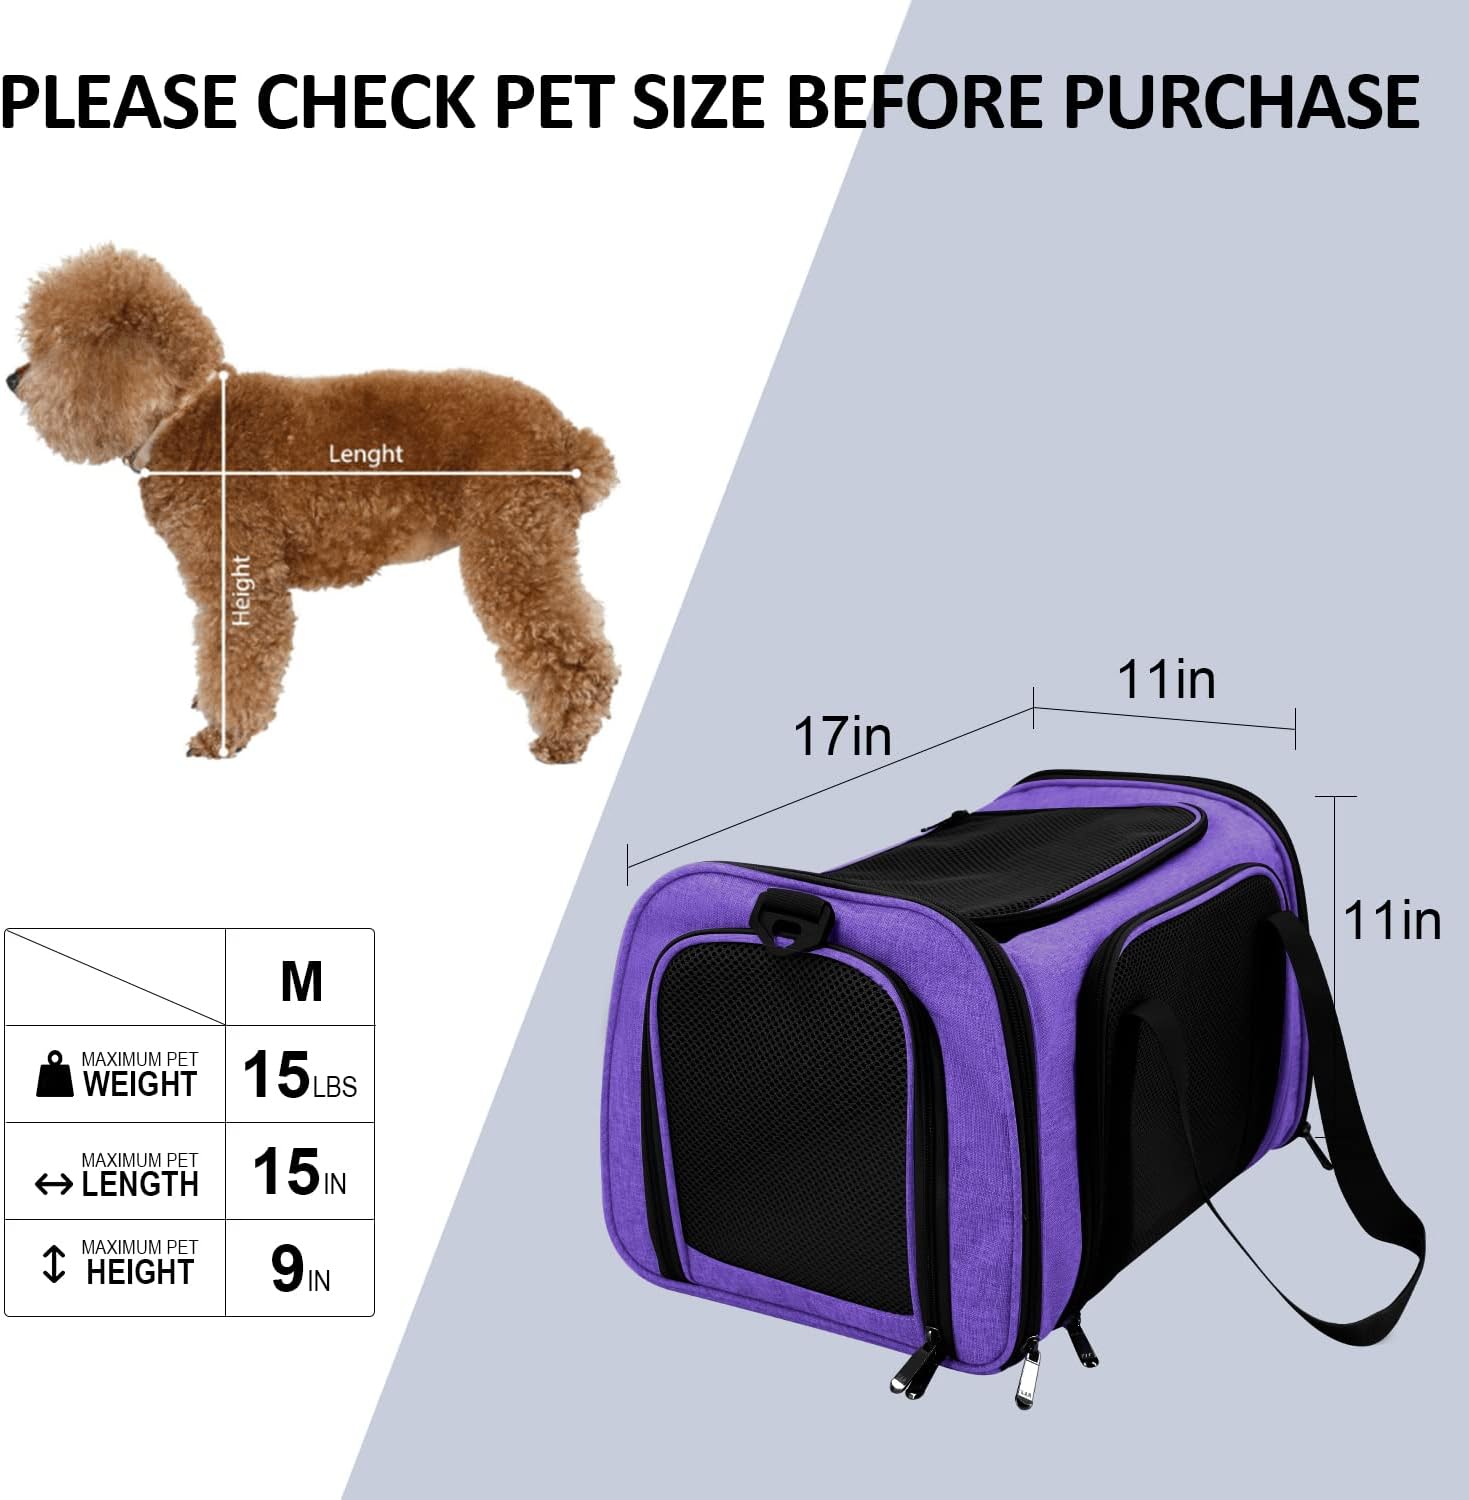 PLEASE CHECK PET SIZE BEFORE PURCHASE
Lenght
Height
11in
17in
11in
M
MAXIMUM PET
WEIGHT
15LBS
MAXIMUM PET
LENGTH
15IN
MAXIMUM PET
HEIGHT
9IN